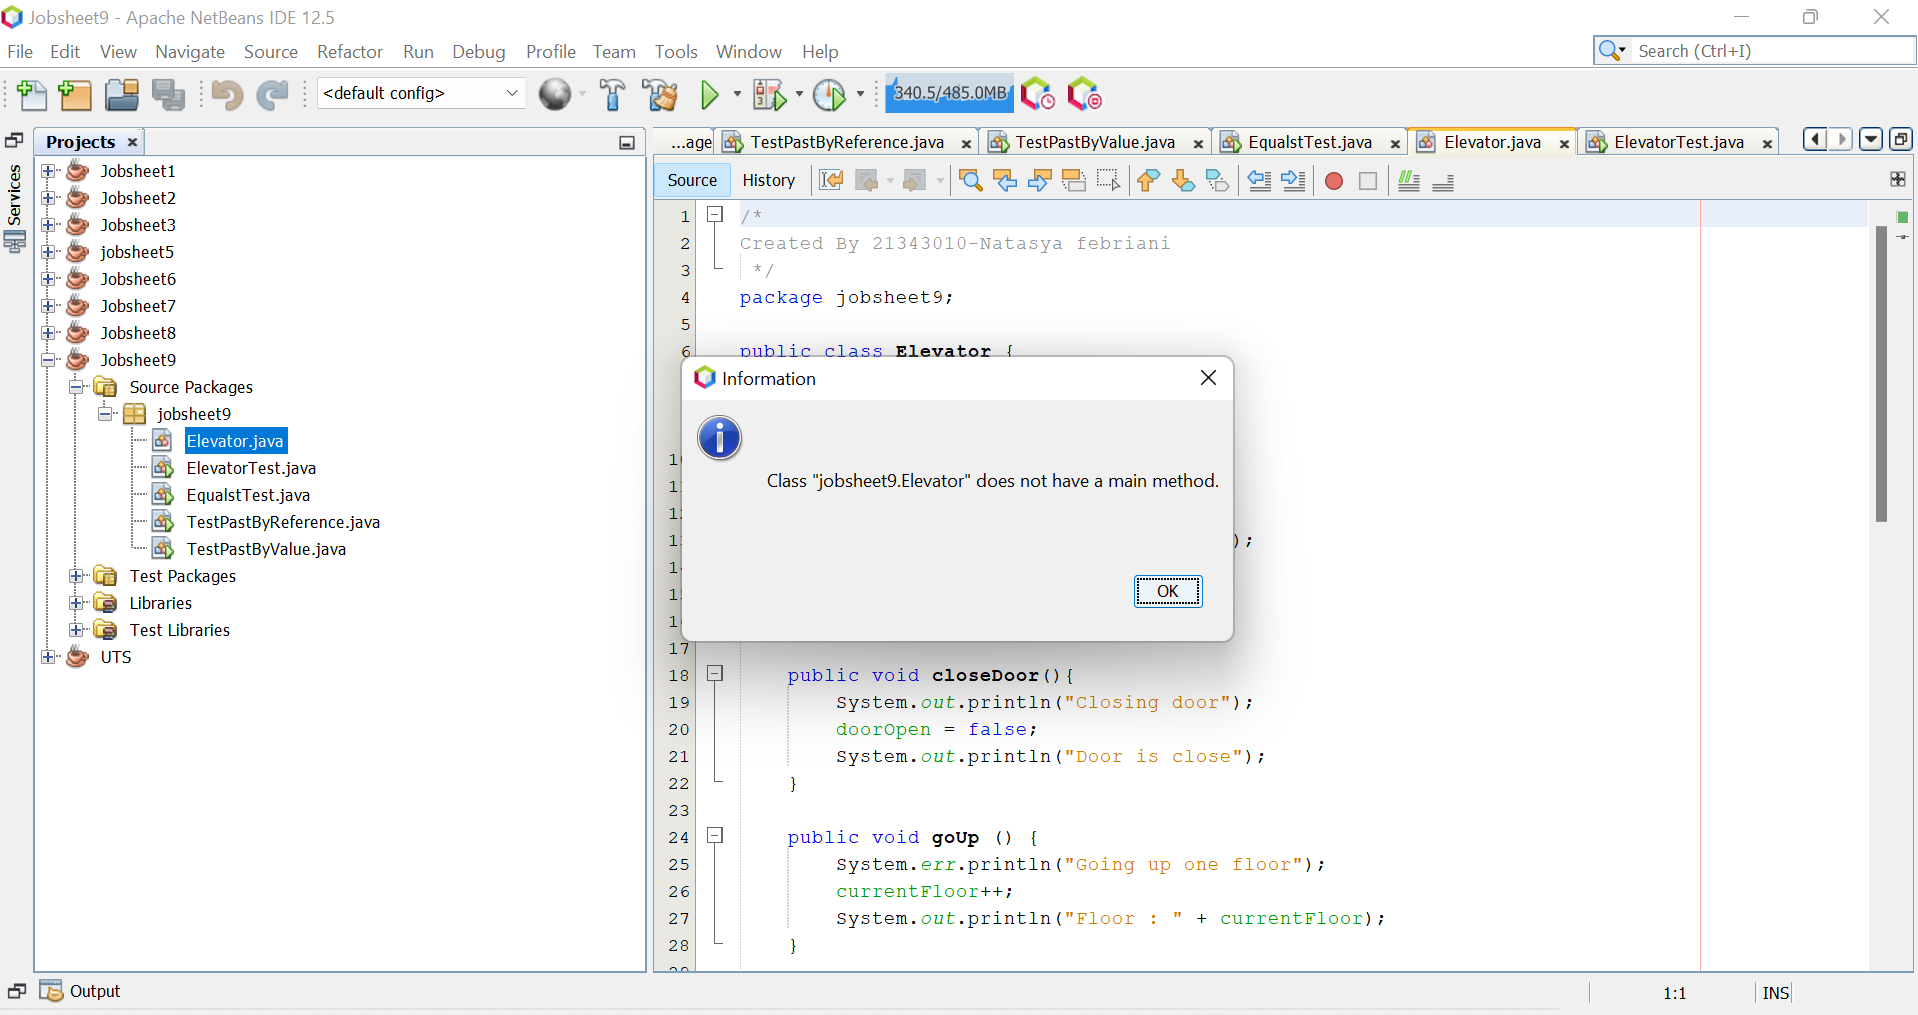 Jobsheet9 - Apache NetBeans IDE 12.5
File Edit View Navigate Source Refactor Run Debug Profile Team Tools Window Help
Search (Ctrl+I)
<default config>
340.5/485.0MB
Projects
Services
Jobsheet1
Jobsheet2
Jobsheet3
jobsheet5
Jobsheet6
Jobsheet7
Jobsheet8
Jobsheet9
Source Packages
jobsheet9
Elevator.java
ElevatorTest.java
EqualstTest.java
TestPastByReference.java
TestPastByValue.java
Test Packages
Libraries
Test Libraries
UTS
...age TestPastByReference.java TestPastByValue.java EqualstTest.java Elevator.java ElevatorTest.java
Source History
1 /*
2 Created By 21343010-Natasya febriani
3 */
4 package jobsheet9;
5
6 public class Elevator {
Information
Class "jobsheet9.Elevator" does not have a main method.
);
OK
17
18 public void closeDoor(){
19 System.out.println("Closing door");
20 doorOpen = false;
21 System.out.println("Door is close");
22 }
23
24 public void goUp () {
25 System.err.println("Going up one floor");
26 currentFloor++;
27 System.out.println("Floor : " + currentFloor);
28 }
Output
1:1 INS